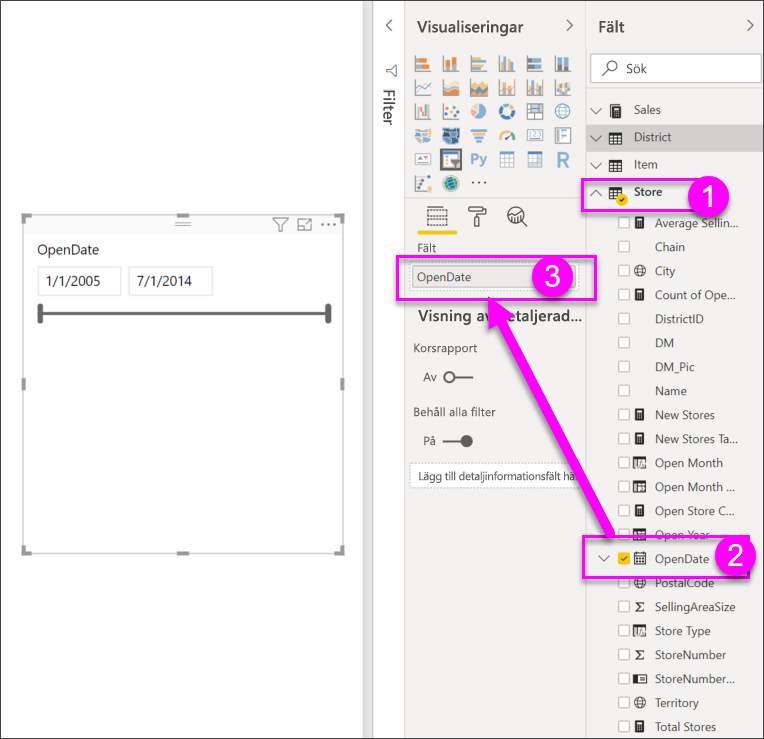 OpenDate
1/1/2005 7/1/2014
Filter
Visualiseringar
Py
R
123
Fält
OpenDate
3
Visning av detaljerad...
Korsrapport
Av
Behåll alla filter
På
Lägg till detaljinformationsfält hä
Fält
Sök
Sales
District
Item
Store
1
Average Sellin...
Chain
City
Count of Ope...
DistrictID
DM
DM_Pic
Name
New Stores
New Stores Ta...
Open Month
Open Month ...
Open Store C...
Open Year
OpenDate
2
PostalCode
SellingAreaSize
Store Type
StoreNumber
StoreNumber...
Territory
Total Stores